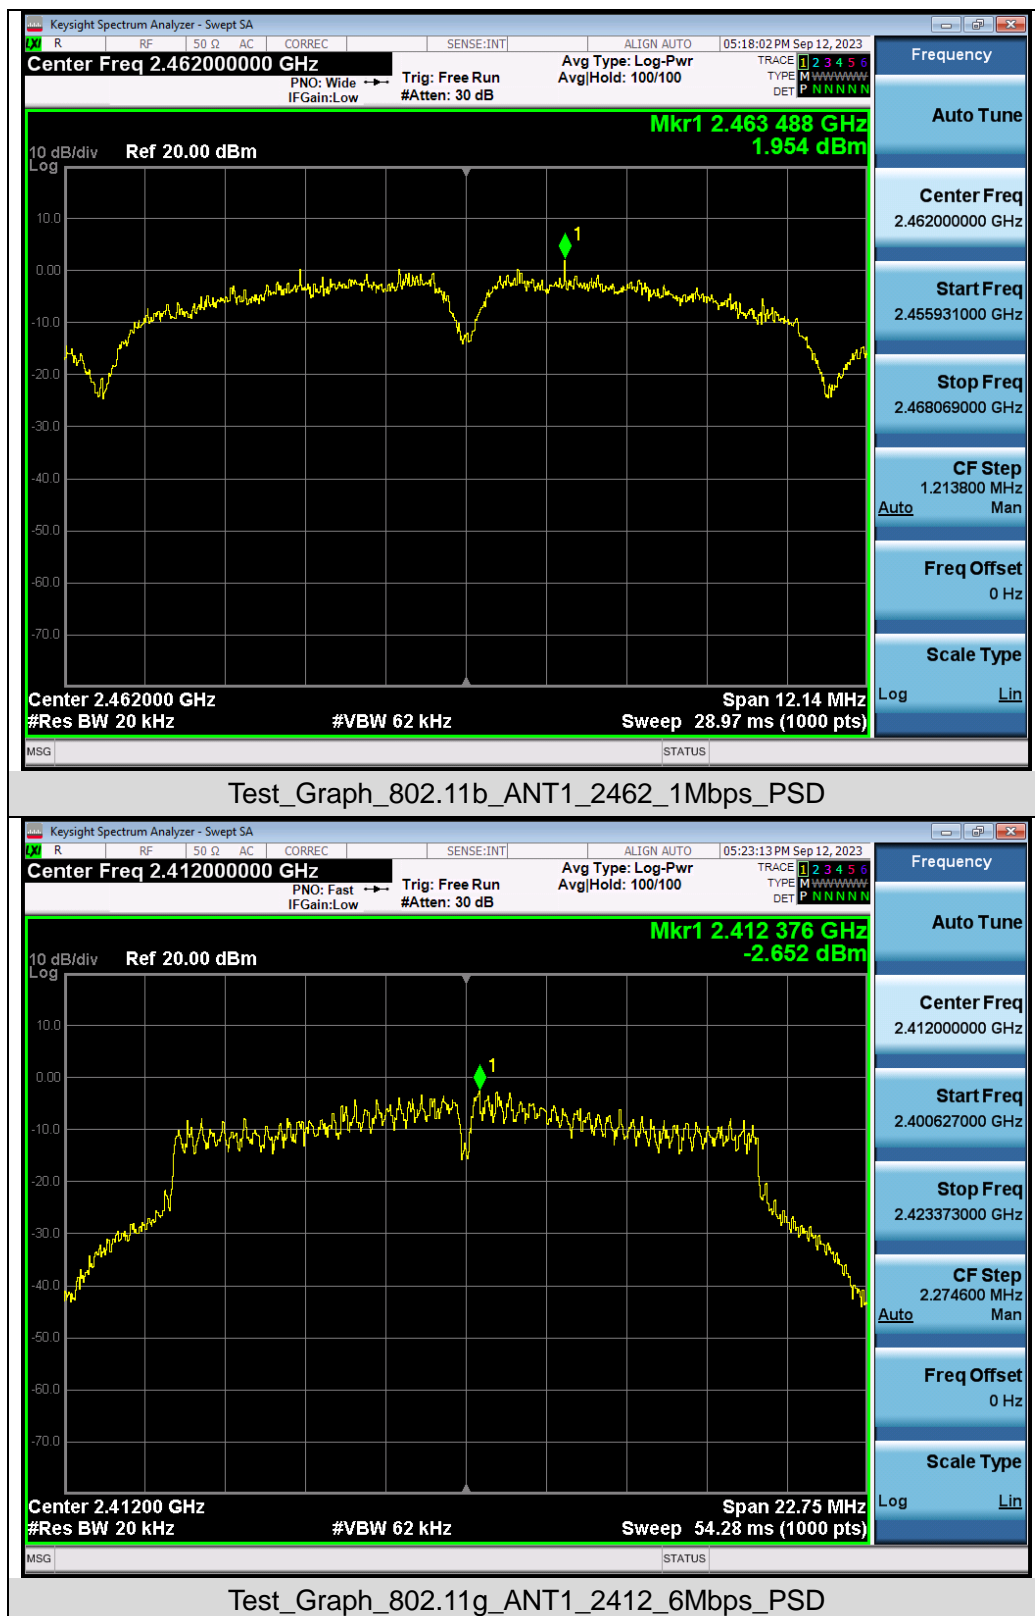 Keysight Spectrum Analyzer - Swept SA
LXI R RF 50 Ω AC CORREC SENSE:INT ALIGN AUTO 05:18:02 PM Sep 12, 2023
Center Freq 2.462000000 GHz
PNO: Wide
IFGain:Low
Trig: Free Run
#Atten: 30 dB
Avg Type: Log-Pwr
Avg|Hold: 100/100
TRACE 1 2 3 4 5 6
TYPE M WWWWW
DET P N N N N N
Mkr1 2.463 488 GHz
1.954 dBm
10 dB/div Ref 20.00 dBm
Log
10.0
0.00
-10.0
-20.0
-30.0
-40.0
-50.0
-60.0
-70.0
1
Center 2.462000 GHz Span 12.14 MHz
#Res BW 20 kHz #VBW 62 kHz Sweep 28.97 ms (1000 pts)
MSG STATUS
Frequency
Auto Tune
Center Freq
2.462000000 GHz
Start Freq
2.455931000 GHz
Stop Freq
2.468069000 GHz
CF Step
1.213800 MHz
Auto Man
Freq Offset
0 Hz
Scale Type
Log Lin
Test_Graph_802.11b_ANT1_2462_1Mbps_PSD
Keysight Spectrum Analyzer - Swept SA
LXI R RF 50 Ω AC CORREC SENSE:INT ALIGN AUTO 05:23:13 PM Sep 12, 2023
Center Freq 2.412000000 GHz
PNO: Fast
IFGain:Low
Trig: Free Run
#Atten: 30 dB
Avg Type: Log-Pwr
Avg|Hold: 100/100
TRACE 1 2 3 4 5 6
TYPE M WWWWW
DET P N N N N N
Mkr1 2.412 376 GHz
-2.652 dBm
10 dB/div Ref 20.00 dBm
Log
10.0
0.00
-10.0
-20.0
-30.0
-40.0
-50.0
-60.0
-70.0
1
Center 2.41200 GHz Span 22.75 MHz
#Res BW 20 kHz #VBW 62 kHz Sweep 54.28 ms (1000 pts)
MSG STATUS
Frequency
Auto Tune
Center Freq
2.412000000 GHz
Start Freq
2.400627000 GHz
Stop Freq
2.423373000 GHz
CF Step
2.274600 MHz
Auto Man
Freq Offset
0 Hz
Scale Type
Log Lin
Test_Graph_802.11g_ANT1_2412_6Mbps_PSD